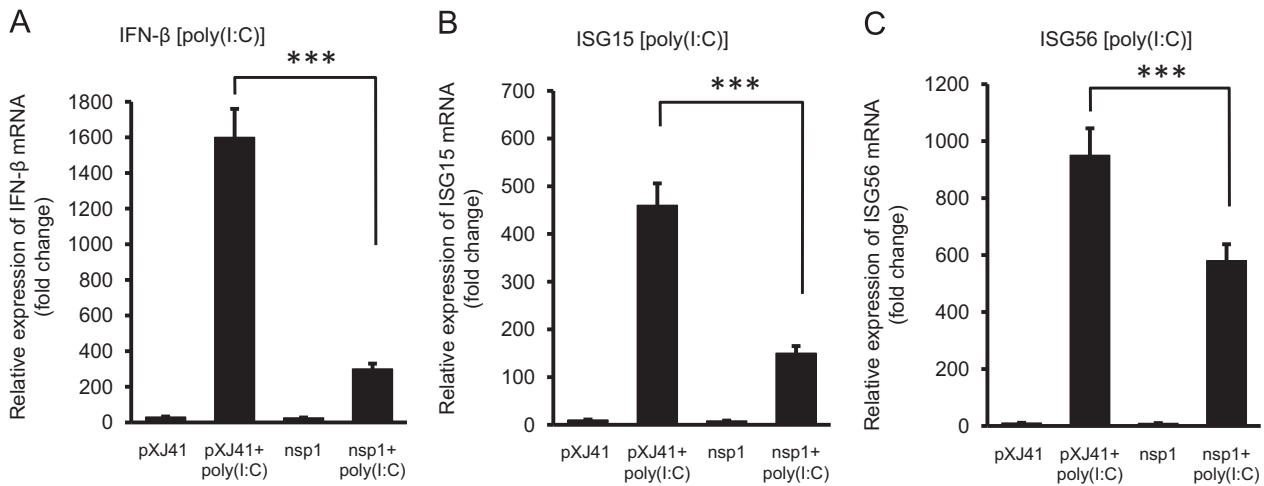 A
IFN-β [poly(I:C)]
***
Relative expression of IFN-β mRNA
(fold change)
1800
1600
1400
1200
1000
800
600
400
200
0
pXJ41
pXJ41+
poly(I:C)
nsp1
nsp1+
poly(I:C)
B
ISG15 [poly(I:C)]
***
Relative expression of ISG15 mRNA
(fold change)
700
600
500
400
300
200
100
0
pXJ41
pXJ41+
poly(I:C)
nsp1
nsp1+
poly(I:C)
C
ISG56 [poly(I:C)]
***
Relative expression of ISG56 mRNA
(fold change)
1200
1000
800
600
400
200
0
pXJ41
pXJ41+
poly(I:C)
nsp1
nsp1+
poly(I:C)